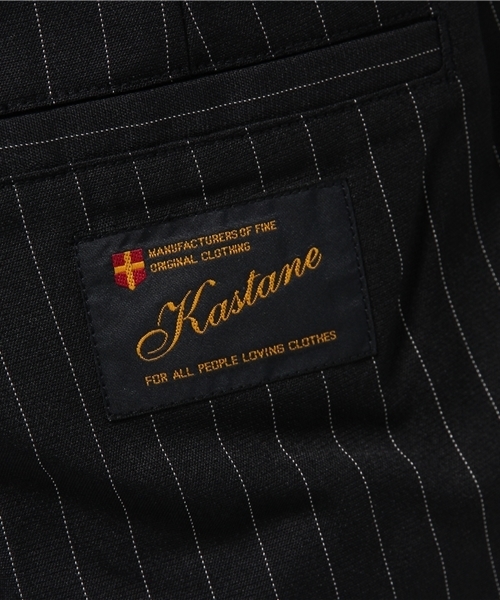 MANUFACTURERS OF FINE
ORIGINAL CLOTHING
Kastane
FOR ALL PEOPLE LOVING CLOTHES